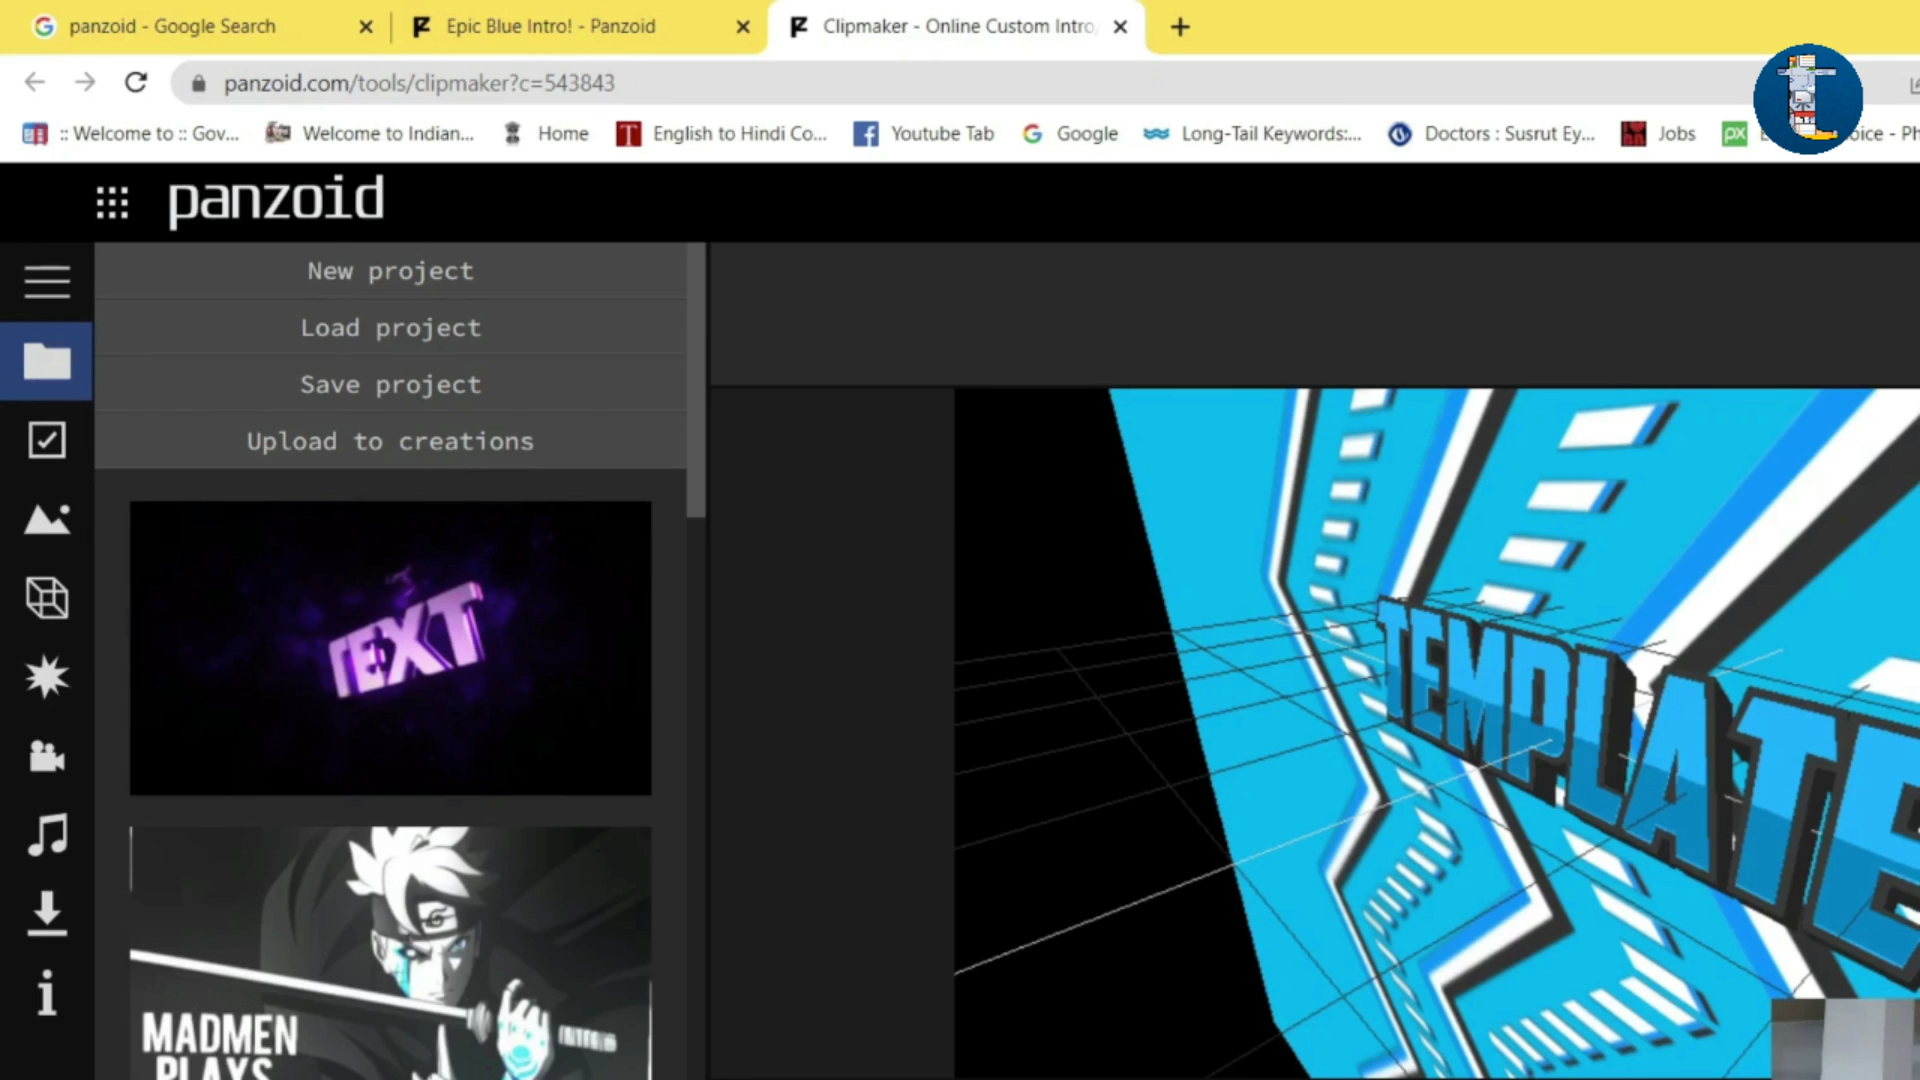 panzoid - Google Search
Epic Blue Intro! - Panzoid
Clipmaker - Online Custom Intro
panzoid.com/tools/clipmaker?c=543843
:: Welcome to :: Gov...
Welcome to Indian...
Home
English to Hindi Co...
Youtube Tab
Google
Long-Tail Keywords:...
Doctors : Susrut Ey...
Jobs
px
panzoid
New project
Load project
Save project
Upload to creations
TEXT
TEMPLATE
MADMEN
PLAYS